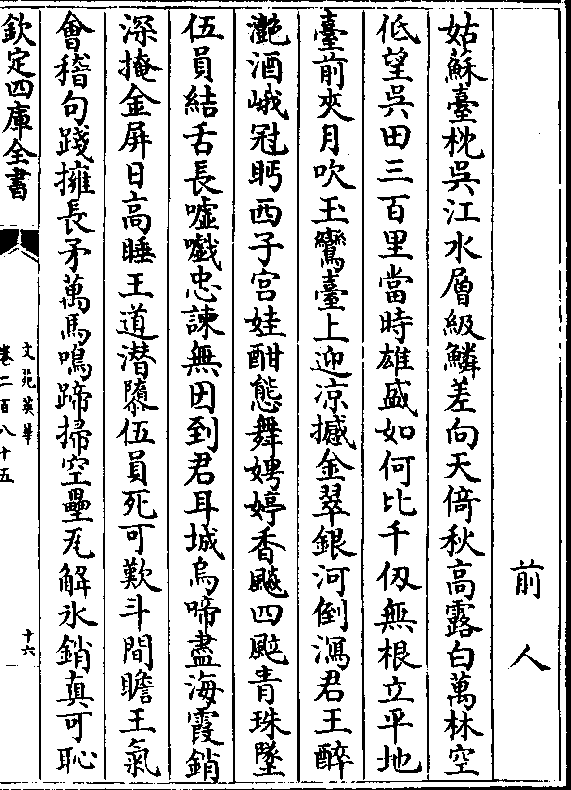 前人
姑蘇臺枕吳江水層級鱗差向天倚秋高露白萬林空
低望吳田三百里當時雄盛如何比千仭無根立平地
臺前夾月吹玉鸞臺上迎凉撼金翠銀河倒瀉君王醉
灔酒峨冠眄西子宫娃酣態舞娉婷香飈四颭青珠墜
伍員結舌長噓嚱忠諫無因到君耳城烏啼盡海霞銷
深掩金屏日高睡王道潜隳伍員死可歎斗間瞻王氣
會稽句踐擁長矛萬馬鳴蹄掃空壘瓦解氷銷真可恥
欽定四庫全書
文苑英華
卷二百八十五
十六